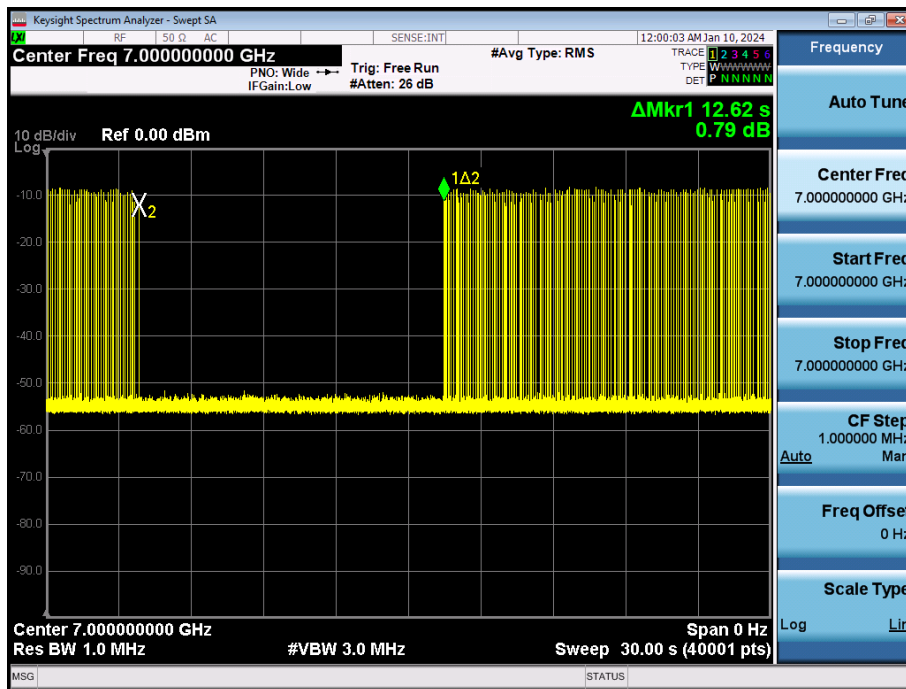 Keysight Spectrum Analyzer - Swept SA
LXI
RF
50 Ω
AC
SENSE:INT
12:00:03 AM Jan 10, 2024
Center Freq 7.000000000 GHz
PNO: Wide
IFGain:Low
Trig: Free Run
#Atten: 26 dB
#Avg Type: RMS
TRACE 1 2 3 4 5 6
TYPE WWWWWW
DET P N N N N N
ΔMkr1 12.62 s
0.79 dB
10 dB/div
Log
Ref 0.00 dBm
1Δ2
2
-10.0
-20.0
-30.0
-40.0
-50.0
-60.0
-70.0
-80.0
-90.0
Center 7.000000000 GHz
Span 0 Hz
Res BW 1.0 MHz
#VBW 3.0 MHz
Sweep 30.00 s (40001 pts)
MSG
STATUS
Frequency
Auto Tune
Center Freq
7.000000000 GHz
Start Freq
7.000000000 GHz
Stop Freq
7.000000000 GHz
CF Step
1.000000 MHz
Auto
Man
Freq Offset
0 Hz
Scale Type
Log
Lin